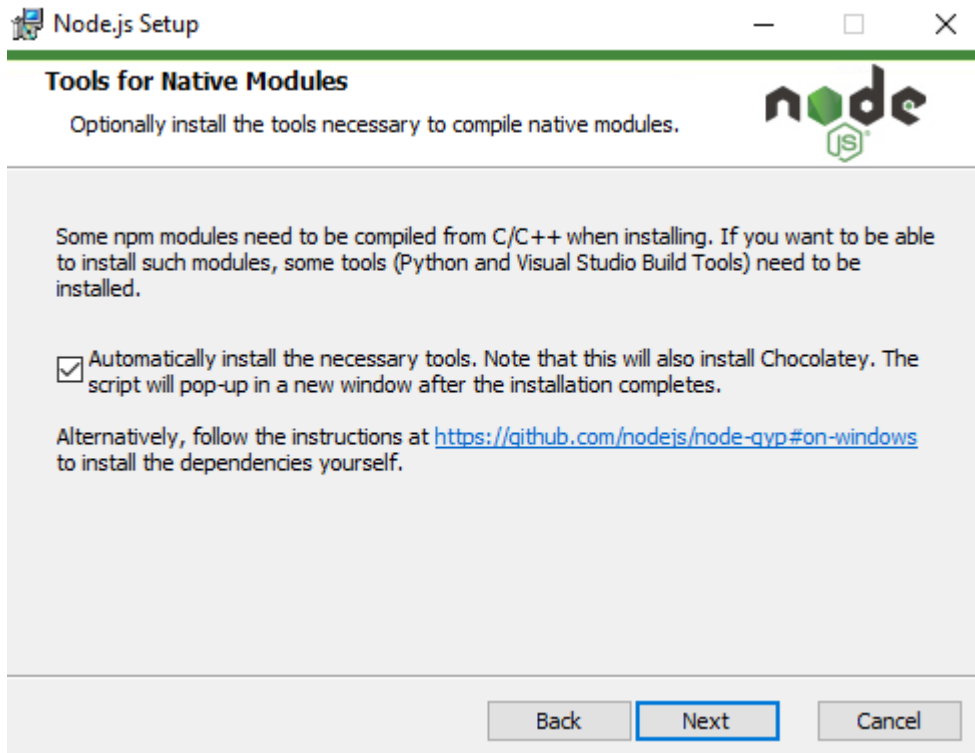 Node.js Setup
Tools for Native Modules
Optionally install the tools necessary to compile native modules.
node
JS
Some npm modules need to be compiled from C/C++ when installing. If you want to be able
to install such modules, some tools (Python and Visual Studio Build Tools) need to be
installed.
Automatically install the necessary tools. Note that this will also install Chocolatey. The
script will pop-up in a new window after the installation completes.
Alternatively, follow the instructions at https://github.com/nodejs/node-gyp#on-windows
to install the dependencies yourself.
Back
Next
Cancel